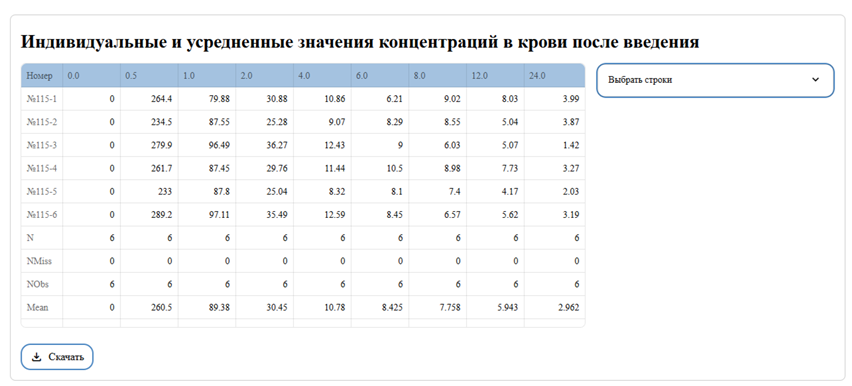 Индивидуальные и усредненные значения концентраций в крови после введения
Номер 0.0 0.5 1.0 2.0 4.0 6.0 8.0 12.0 24.0
Выбрать строки
№115-1 0 264.4 79.88 30.88 10.86 6.21 9.02 8.03 3.99
№115-2 0 234.5 87.55 25.28 9.07 8.29 8.55 5.04 3.87
№115-3 0 279.9 96.49 36.27 12.43 9 6.03 5.07 1.42
№115-4 0 261.7 87.45 29.76 11.44 10.5 8.98 7.73 3.27
№115-5 0 233 87.8 25.04 8.32 8.1 7.4 4.17 2.03
№115-6 0 289.2 97.11 35.49 12.59 8.45 6.57 5.62 3.19
N 6 6 6 6 6 6 6 6 6
NMiss 0 0 0 0 0 0 0 0 0
NObs 6 6 6 6 6 6 6 6 6
Mean 0 260.5 89.38 30.45 10.78 8.425 7.758 5.943 2.962
Скачать